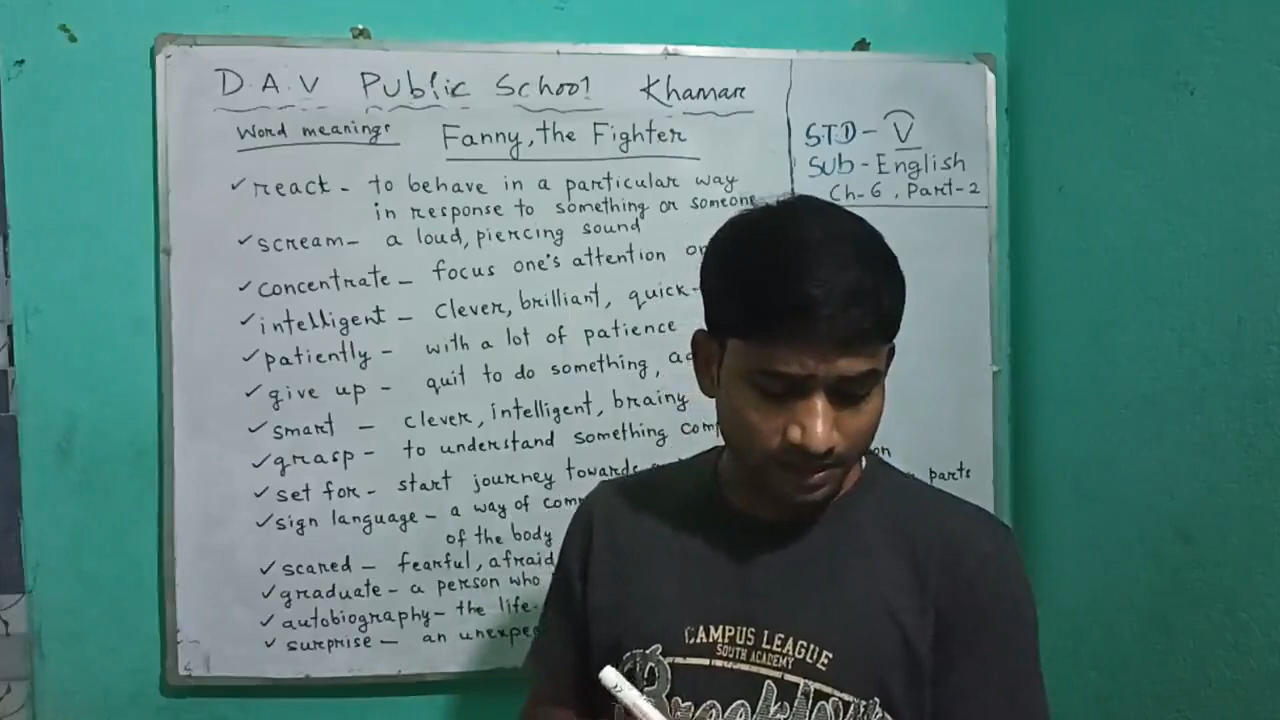 D.A.V Public School Khamar
Word meanings Fanny, the Fighter
STD - V
Sub - English
Ch-6, Part-2
✓ react - to behave in a particular way
in response to something or someone
✓ scream - a loud, piercing sound
✓ concentrate - focus one's attention on
✓ intelligent - clever, brilliant, quick-
✓ patiently - with a lot of patience
✓ give up - quit to do something,
✓ smart - clever, intelligent, brainy
✓ grasp - to understand something
✓ set for - start journey towards
✓ sign language - a way of parts
of the body
✓ scared - fearful, afraid
✓ graduate - a person who
✓ autobiography - the life-
✓ surprise - an
CAMPUS LEAGUE
SOUTH ACADEMY